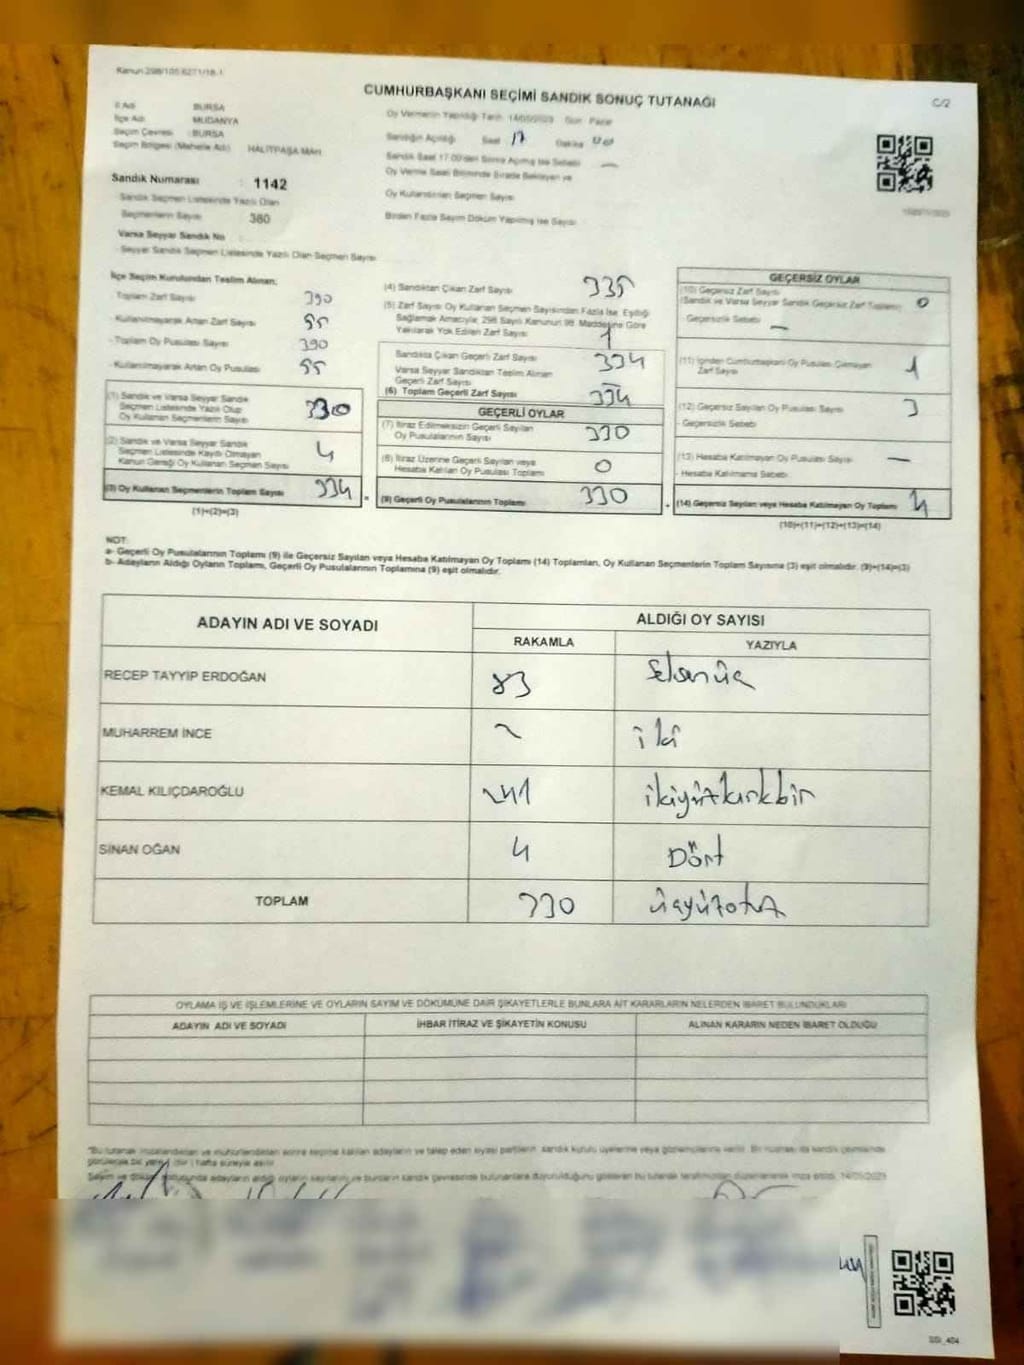 Kanun:298/105 6271/18-1
CUMHURBAŞKANI SEÇİMİ SANDIK SONUÇ TUTANAĞI
C/2
İl Adı BURSA
İlçe Adı MUDANYA
Seçim Çevresi : BURSA
Seçim Bölgesi (Mahalle Adı) HALİTPAŞA MAH.
Oy Vermenin Yapıldığı Tarih 14/05/2023 Gün Pazar
Sandığın Açıldığı Saat 17 Dakika
Sandık Saat 17.00'den Sonra Açılmış İse Sebebi —
Oy Verme Saati Bitiminde Sırada Bekleyen ve
Oy Kullandırılan Seçmen Sayısı
Birden Fazla Sayım Döküm Yapılmış İse Sayısı
Sandık Numarası : 1142
Sandık Seçmen Listesinde Yazılı Olan
Seçmenlerin Sayısı 380
Varsa Seyyar Sandık No
- Seyyar Sandık Seçmen Listesinde Yazılı Olan Seçmen Sayısı
İlçe Seçim Kurulundan Teslim Alınan;
- Toplam Zarf Sayısı 390
- Kullanılmayarak Artan Zarf Sayısı 55
- Toplam Oy Pusulası Sayısı 390
- Kullanılmayarak Artan Oy Pusulası 55
(1) Sandık ve Varsa Seyyar Sandık
Seçmen Listesinde Yazılı Olup
Oy Kullanan Seçmenlerin Sayısı 330
(2) Sandık ve Varsa Seyyar Sandık
Seçmen Listesinde Kayıtlı Olmayan
Kanun Gereği Oy Kullanan Seçmen Sayısı 4
(3) Oy Kullanan Seçmenlerin Toplam Sayısı 334
(1)+(2)=(3)
(4) Sandıktan Çıkan Zarf Sayısı 335
(5) Zarf Sayısı Oy Kullanan Seçmen Sayısından Fazla İse, Eşitliği
Sağlamak Amacıyla, 298 Sayılı Kanunun 98. Maddesine Göre
Yakılarak Yok Edilen Zarf Sayısı 1
Sandıkta Çıkan Geçerli Zarf Sayısı 334
Varsa Seyyar Sandıktan Teslim Alınan
Geçerli Zarf Sayısı
(6) Toplam Geçerli Zarf Sayısı 334
GEÇERLİ OYLAR
(7) İtiraz Edilmeksizin Geçerli Sayılan
Oy Pusulalarının Sayısı 330
(8) İtiraz Üzerine Geçerli Sayılan veya
Hesaba Katılan Oy Pusulası Toplamı 0
= (9) Geçerli Oy Pusulalarının Toplamı 330
GEÇERSİZ OYLAR
(10) Geçersiz Zarf Sayısı
(Sandık ve Varsa Seyyar Sandık Geçersiz Zarf Toplamı) 0
- Geçersizlik Sebebi —
(11) İçinden Cumhurbaşkanı Oy Pusulası Çıkmayan
Zarf Sayısı 1
(12) Geçersiz Sayılan Oy Pusulası Sayısı 3
- Geçersizlik Sebebi
(13) Hesaba Katılmayan Oy Pusulası Sayısı —
- Hesaba Katılmama Sebebi
+ (14) Geçersiz Sayılan veya Hesaba Katılmayan Oy Toplamı 4
(10)+(11)+(12)+(13)=(14)
NOT:
a- Geçerli Oy Pusulalarının Toplamı (9) ile Geçersiz Sayılan veya Hesaba Katılmayan Oy Toplamı (14) Toplamları, Oy Kullanan Seçmenlerin Toplam Sayısına (3) eşit olmalıdır. (9)+(14)=(3)
b- Adayların Aldığı Oyların Toplamı, Geçerli Oy Pusulalarının Toplamına (9) eşit olmalıdır.
ADAYIN ADI VE SOYADI
ALDIĞI OY SAYISI
RAKAMLA YAZIYLA
RECEP TAYYİP ERDOĞAN 83 Seksenüç
MUHARREM İNCE 2 iki
KEMAL KILIÇDAROĞLU 241 ikiyüzkırkbir
SİNAN OĞAN 4 Dört
TOPLAM 330 üçyüzotuz
OYLAMA İŞ VE İŞLEMLERİNE VE OYLARIN SAYIM VE DÖKÜMÜNE DAİR ŞİKAYETLERLE BUNLARA AİT KARARLARIN NELERDEN İBARET BULUNDUKLARI
ADAYIN ADI VE SOYADI İHBAR İTİRAZ VE ŞİKAYETİN KONUSU ALINAN KARARIN NEDEN İBARET OLDUĞU
SSI_404